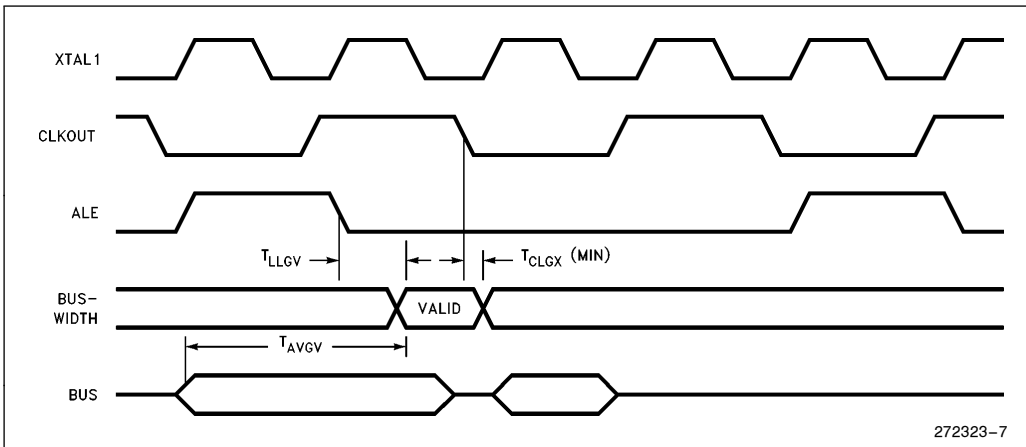 XTAL1
CLKOUT
ALE
TLLGV
TCLGX (MIN)
BUS-
WIDTH
VALID
TAVGV
BUS
272323-7